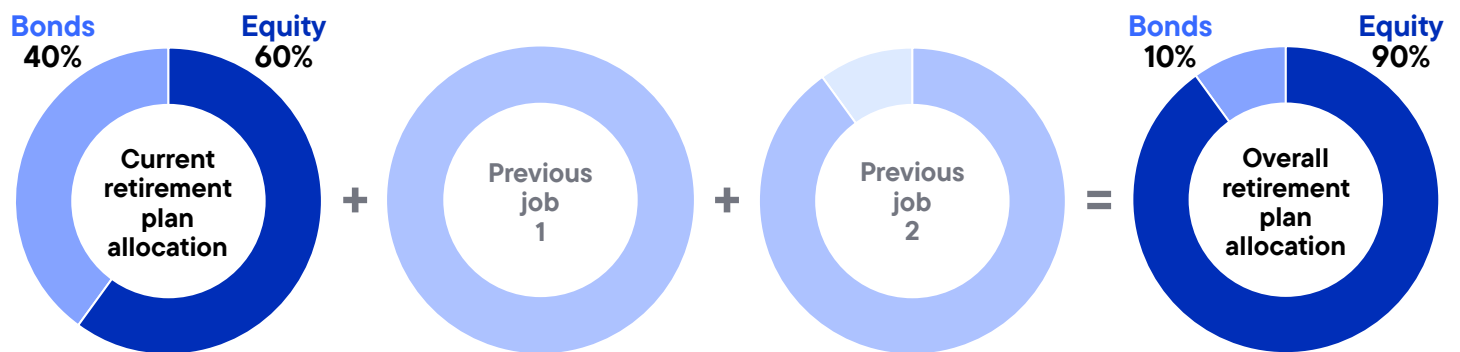 Bonds
40%
Equity
60%
Current
retirement
plan
allocation
+
Previous
job
1
+
Previous
job
2
=
Bonds
10%
Equity
90%
Overall
retirement
plan
allocation